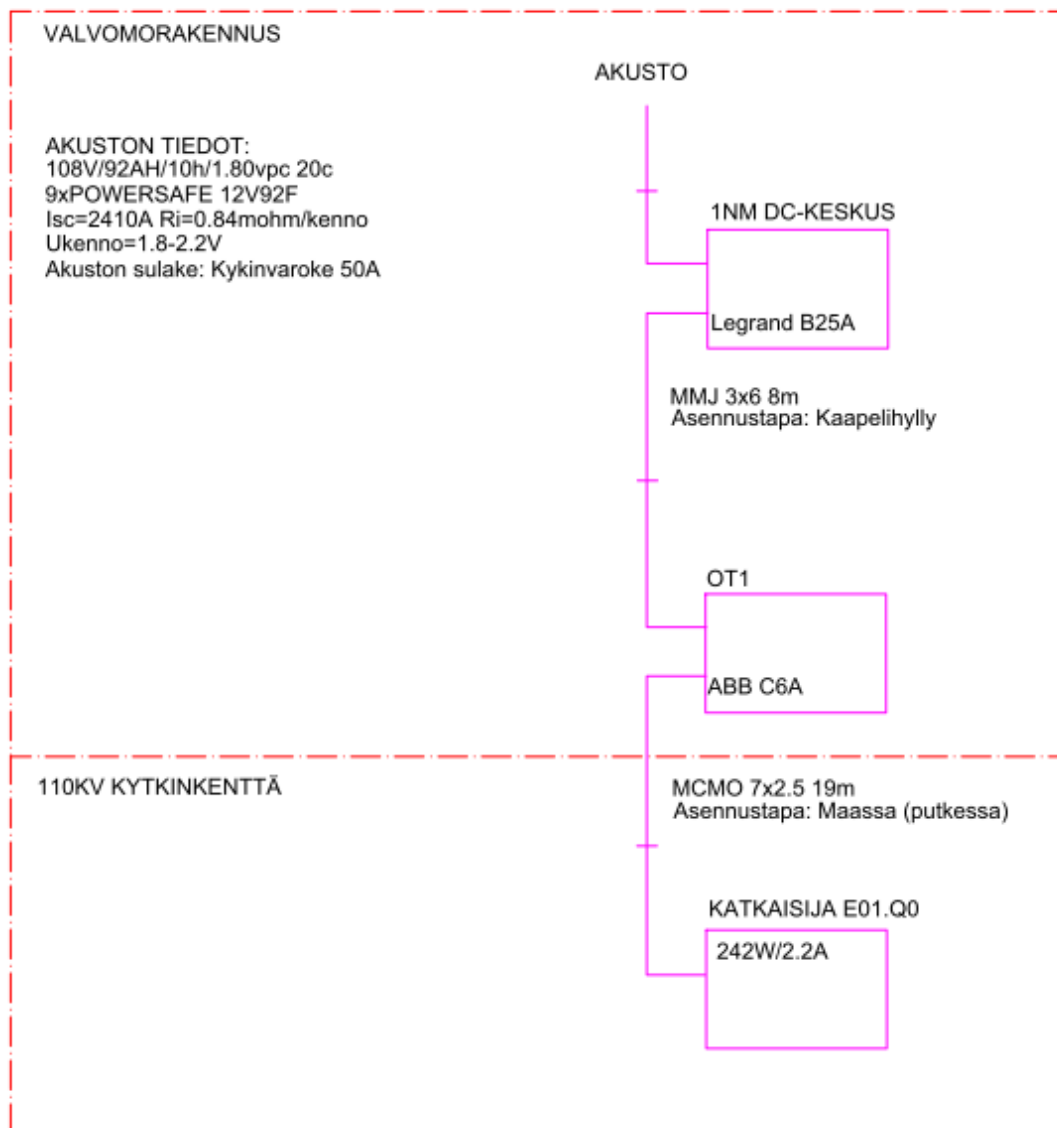 VALVOMORAKENNUS
AKUSTO
AKUSTON TIEDOT:
108V/92AH/10h/1.80vpc 20c
9xPOWERSAFE 12V92F
Isc=2410A Ri=0.84mohm/kenno
Ukenno=1.8-2.2V
Akuston sulake: Kykinvaroke 50A
1NM DC-KESKUS
Legrand B25A
MMJ 3x6 8m
Asennustapa: Kaapelihylly
OT1
ABB C6A
110KV KYTKINKENTTÄ
MCMO 7x2.5 19m
Asennustapa: Maassa (putkessa)
KATKAISIJA E01.Q0
242W/2.2A